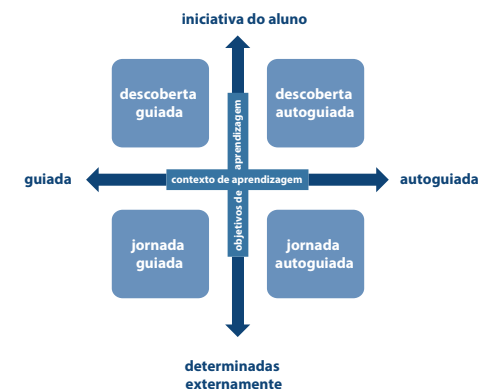 iniciativa do aluno
descoberta
guiada
descoberta
autoguiada
objetivos de aprendizagem
guiada
contexto de aprendizagem
autoguiada
jornada
guiada
jornada
autoguiada
determinadas
externamente